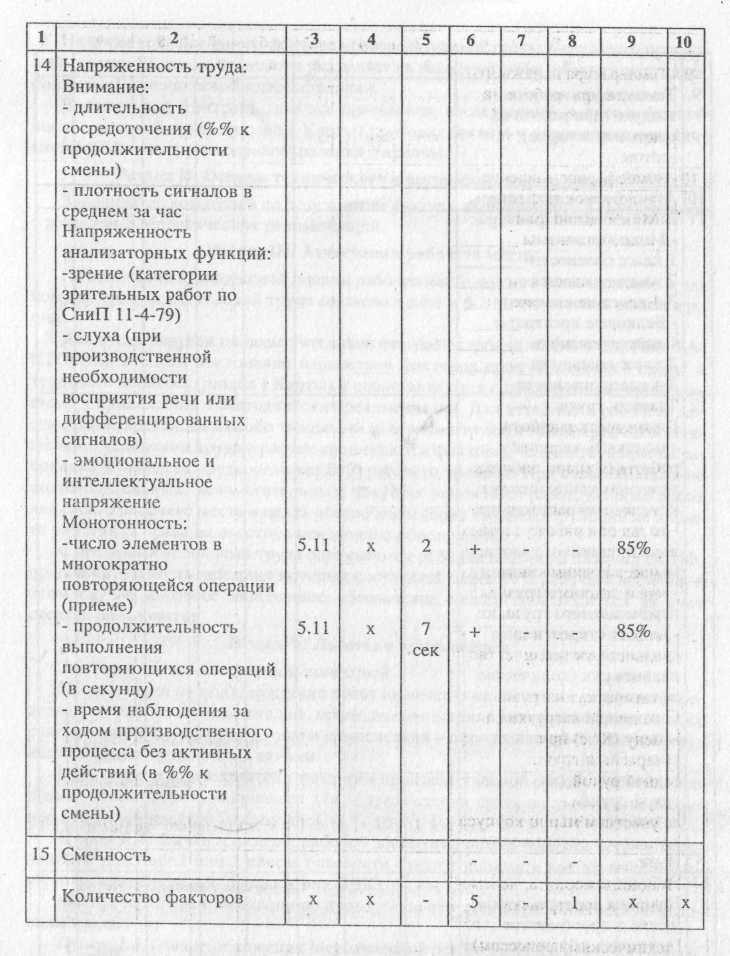 1 2 3 4 5 6 7 8 9 10
14 Напряженность труда:
Внимание:
- длительность
сосредоточения (%% к
продолжительности
смены)
- плотность сигналов в
среднем за час
Напряженность
анализаторных функций:
-зрение (категории
зрительных работ по
СниП 11-4-79)
- слуха (при
производственной
необходимости
восприятия речи или
дифференцированных
сигналов)
- эмоциональное и
интеллектуальное
напряжение
Монотонность:
- число элементов в 5.11 х 2 + - - 85%
многократно
повторяющейся операции
(приеме)
- продолжительность 5.11 х 7 + - - 85%
выполнения сек
повторяющихся операций
(в секунду)
- время наблюдения за
ходом производственного
процесса без активных
действий (в %% к
продолжительности
смены)
15 Сменность - - -
Количество факторов х х - 5 - 1 х х